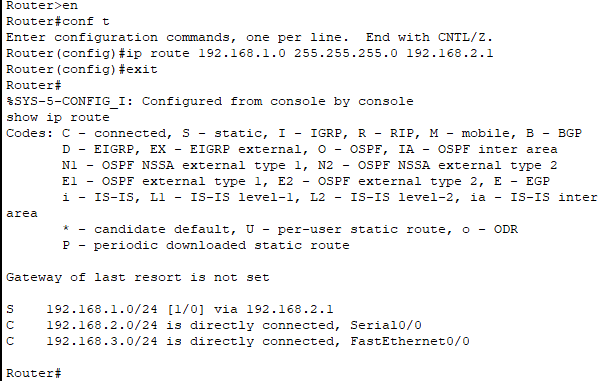 Router>en
Router#conf t
Enter configuration commands, one per line.  End with CNTL/Z.
Router(config)#ip route 192.168.1.0 255.255.255.0 192.168.2.1
Router(config)#exit
Router#
%SYS-5-CONFIG_I: Configured from console by console
show ip route
Codes: C - connected, S - static, I - IGRP, R - RIP, M - mobile, B - BGP
       D - EIGRP, EX - EIGRP external, O - OSPF, IA - OSPF inter area
       N1 - OSPF NSSA external type 1, N2 - OSPF NSSA external type 2
       E1 - OSPF external type 1, E2 - OSPF external type 2, E - EGP
       i - IS-IS, L1 - IS-IS level-1, L2 - IS-IS level-2, ia - IS-IS inter
area
       * - candidate default, U - per-user static route, o - ODR
       P - periodic downloaded static route

Gateway of last resort is not set

S    192.168.1.0/24 [1/0] via 192.168.2.1
C    192.168.2.0/24 is directly connected, Serial0/0
C    192.168.3.0/24 is directly connected, FastEthernet0/0

Router#